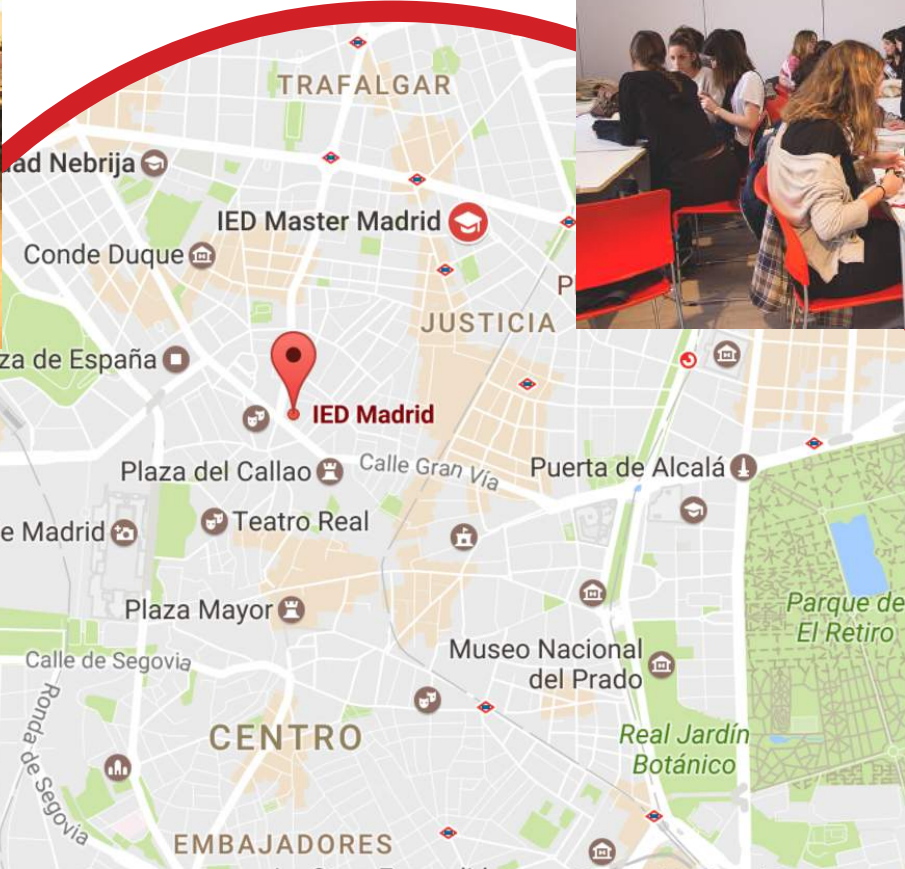 TRAFALGAR
ad Nebrija
IED Master Madrid
Conde Duque
P
JUSTICIA
za de España
IED Madrid
Plaza del Callao
Calle Gran Vía
Puerta de Alcalá
e Madrid
Teatro Real
Plaza Mayor
Parque de
El Retiro
Calle de Segovia
Museo Nacional
del Prado
Ronda de Segovia
CENTRO
Real Jardín
Botánico
EMBAJADORES